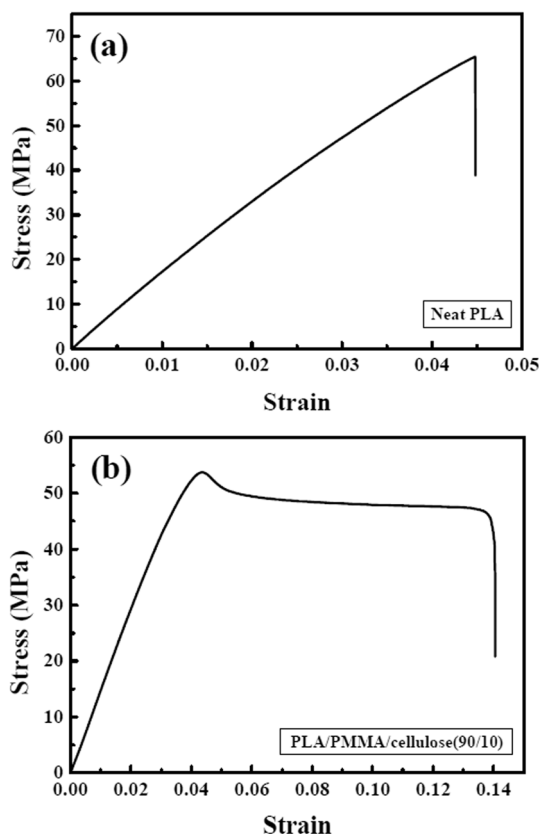 (a)
70
60
50
40
30
20
10
0
Stress (MPa)
Neat PLA
0.00 0.01 0.02 0.03 0.04 0.05
Strain
(b)
60
50
40
30
20
10
0
Stress (MPa)
PLA/PMMA/cellulose(90/10)
0.00 0.02 0.04 0.06 0.08 0.10 0.12 0.14
Strain